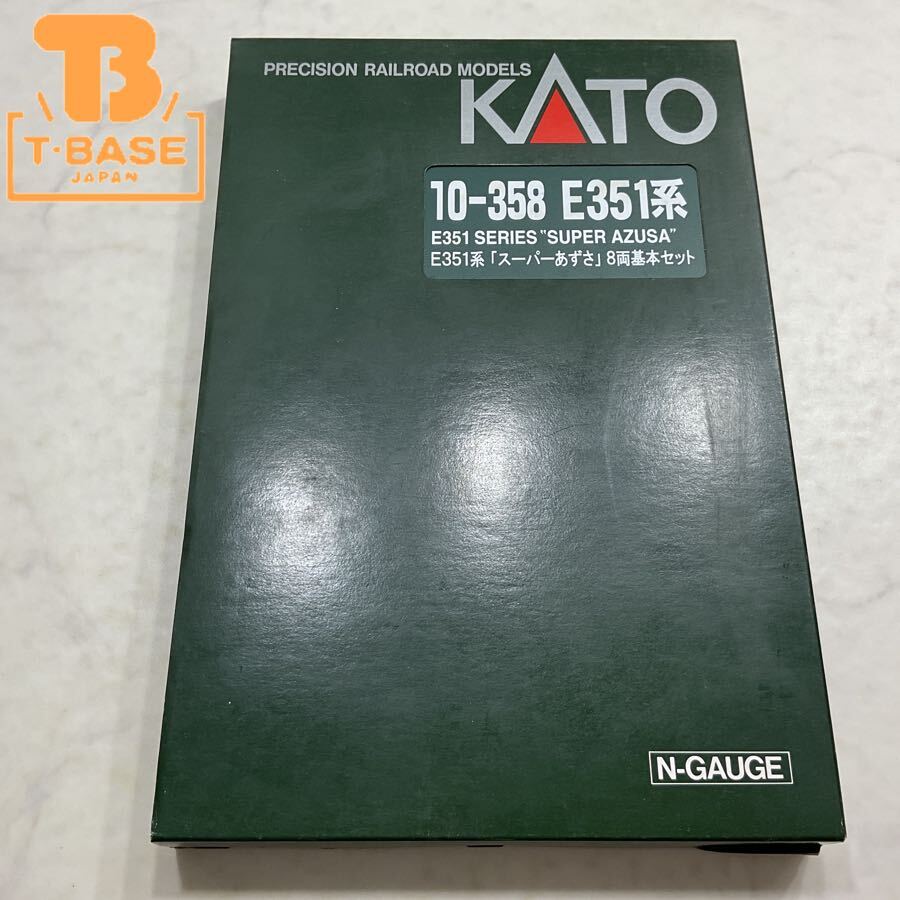 B
T・BASE
JAPAN
PRECISION RAILROAD MODELS
KATO
10-358 E351系
E351 SERIES "SUPER AZUSA"
E351系「スーパーあずさ」8両基本セット
N-GAUGE